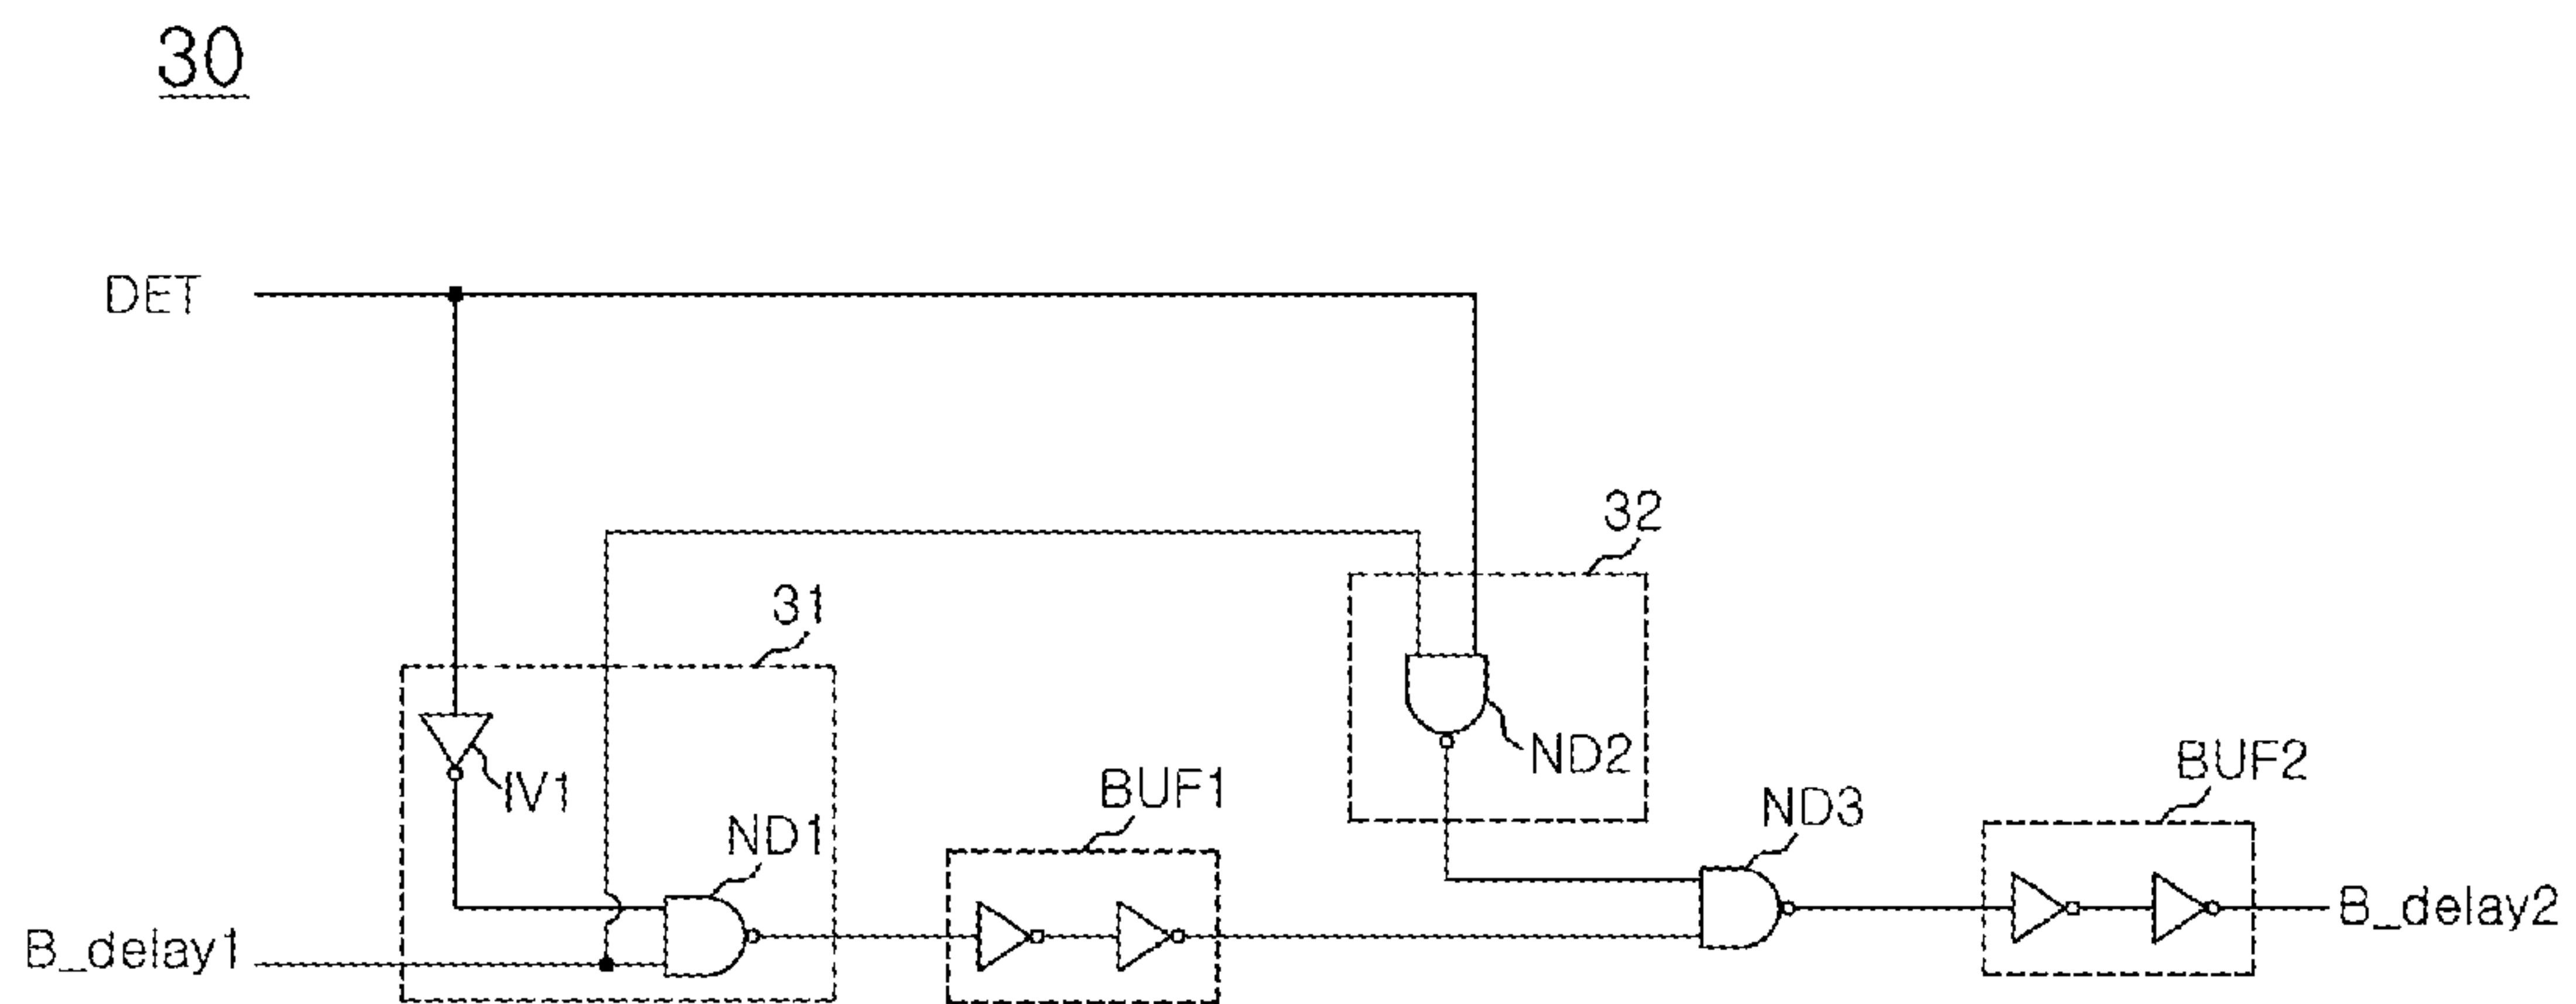 30
DET
32
31
ND2
IV1
BUF1
BUF2
ND3
ND1
B_delay1
B_delay2